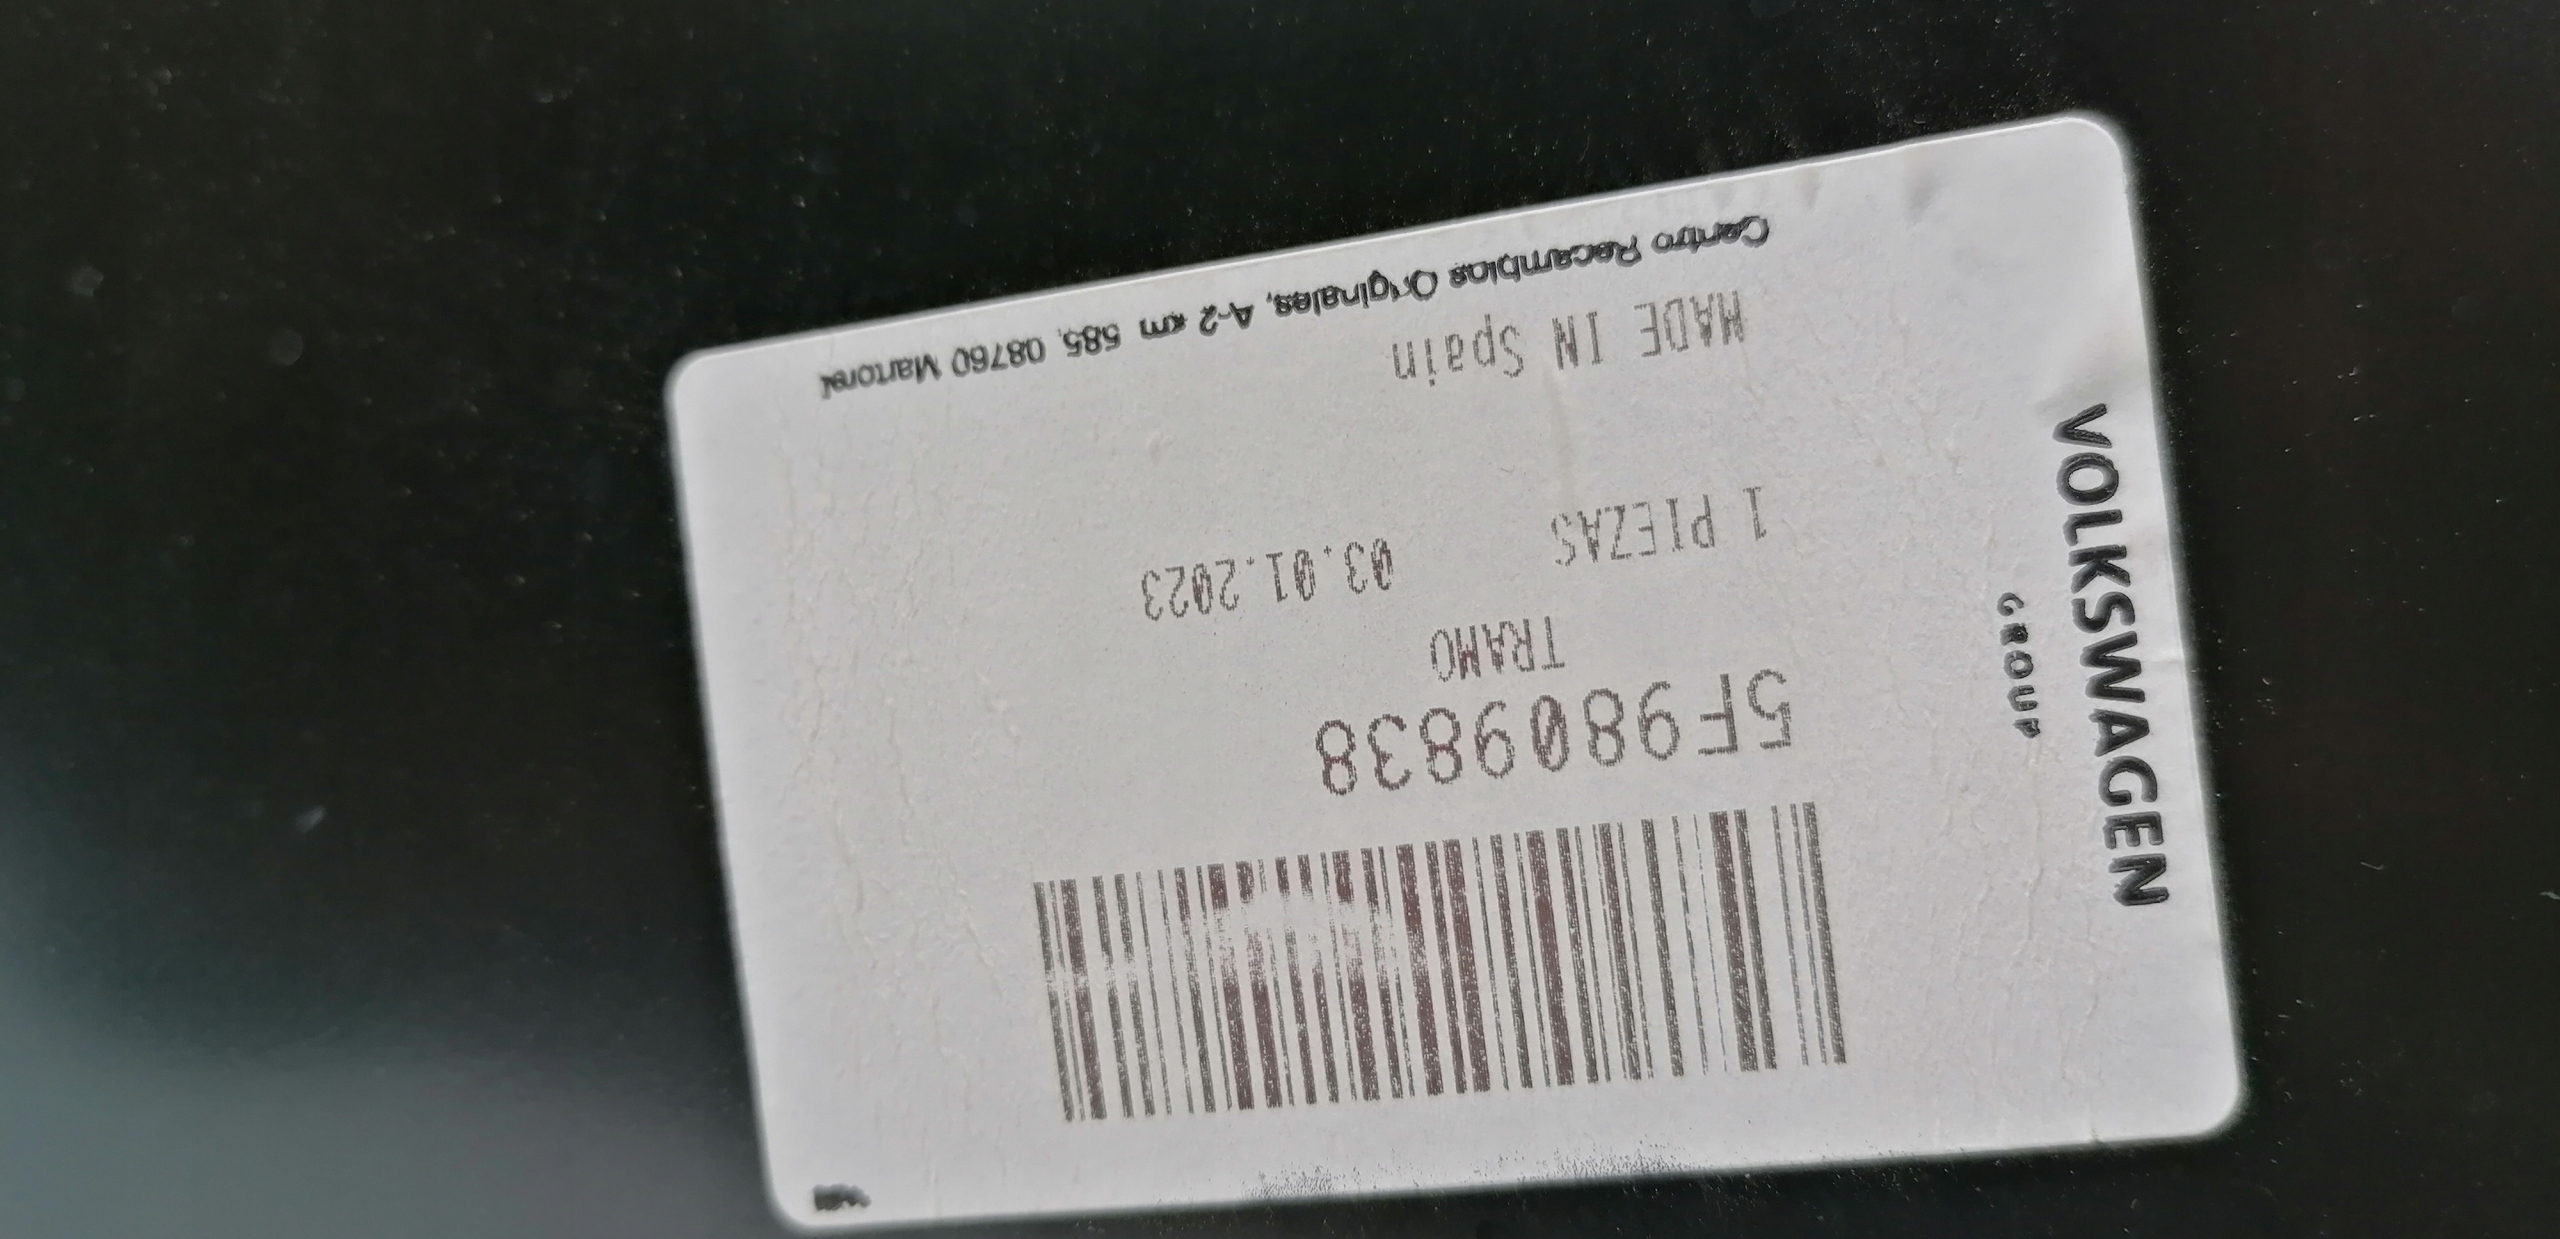 5F9809838
TRAMO
1 PIEZAS 03.01.2023
MADE IN Spain
Centro Recambios Originales, A-2 km 585, 08760 Martorel
VOLKSWAGEN
GROUP